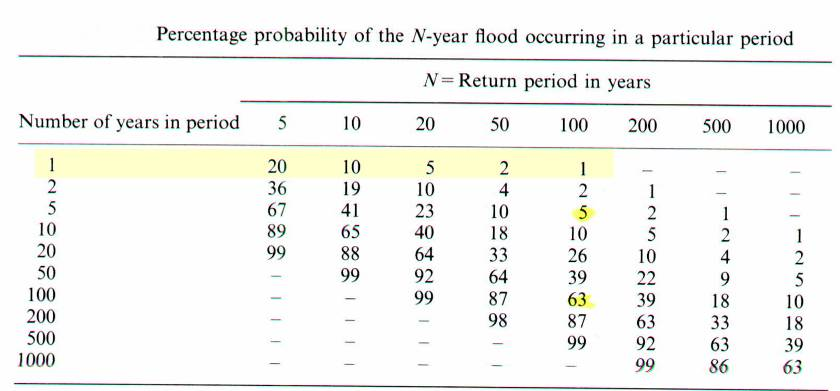 Percentage probability of the N-year flood occurring in a particular period
N = Return period in years
Number of years in period 5 10 20 50 100 200 500 1000
1 20 10 5 2 1 – – –
2 36 19 10 4 2 1 – –
5 67 41 23 10 5 2 1 –
10 89 65 40 18 10 5 2 1
20 99 88 64 33 26 10 4 2
50 – 99 92 64 39 22 9 5
100 – – 99 87 63 39 18 10
200 – – – 98 87 63 33 18
500 – – – – 99 92 63 39
1000 – – – – – 99 86 63